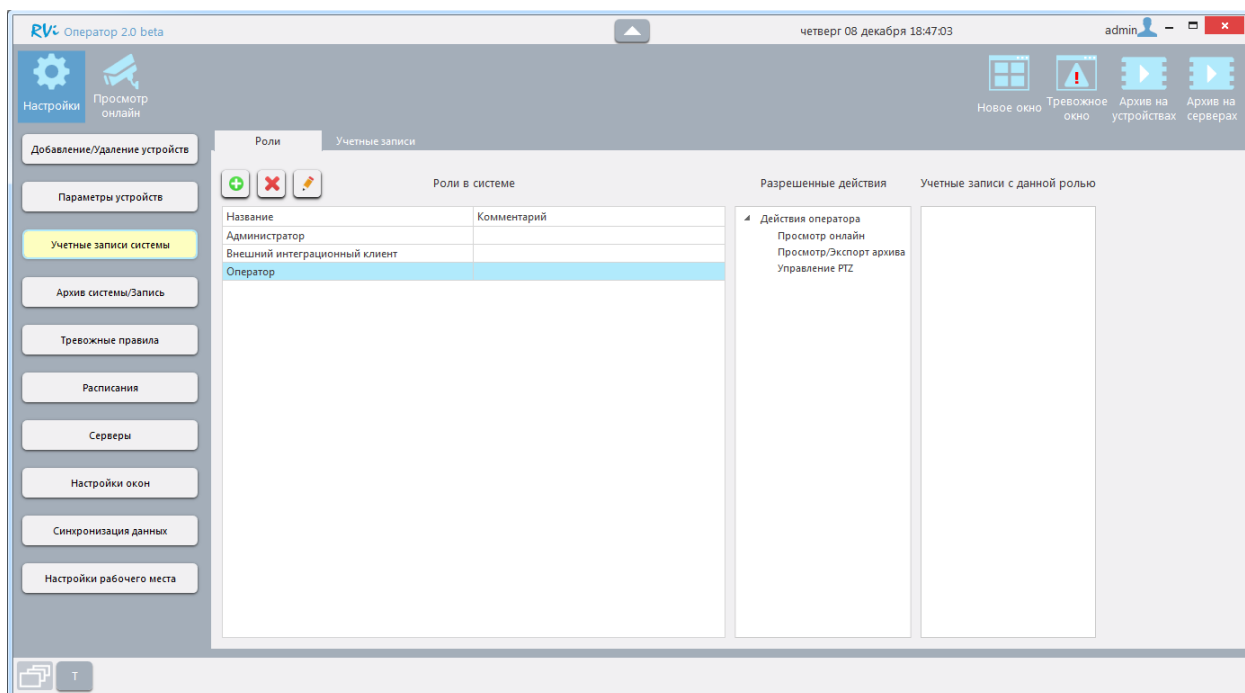 RVi Оператор 2.0 beta
четверг 08 декабря 18:47:03
admin
Настройки
Просмотр
онлайн
Новое окно
Тревожное
окно
Архив на
устройствах
Архив на
серверах
Добавление/Удаление устройств
Параметры устройств
Учетные записи системы
Архив системы/Запись
Тревожные правила
Расписания
Серверы
Настройки окон
Синхронизация данных
Настройки рабочего места
Роли
Учетные записи
Роли в системе
Разрешенные действия
Учетные записи с данной ролью
Название
Комментарий
Администратор
Внешний интеграционный клиент
Оператор
Действия оператора
Просмотр онлайн
Просмотр/Экспорт архива
Управление PTZ
T